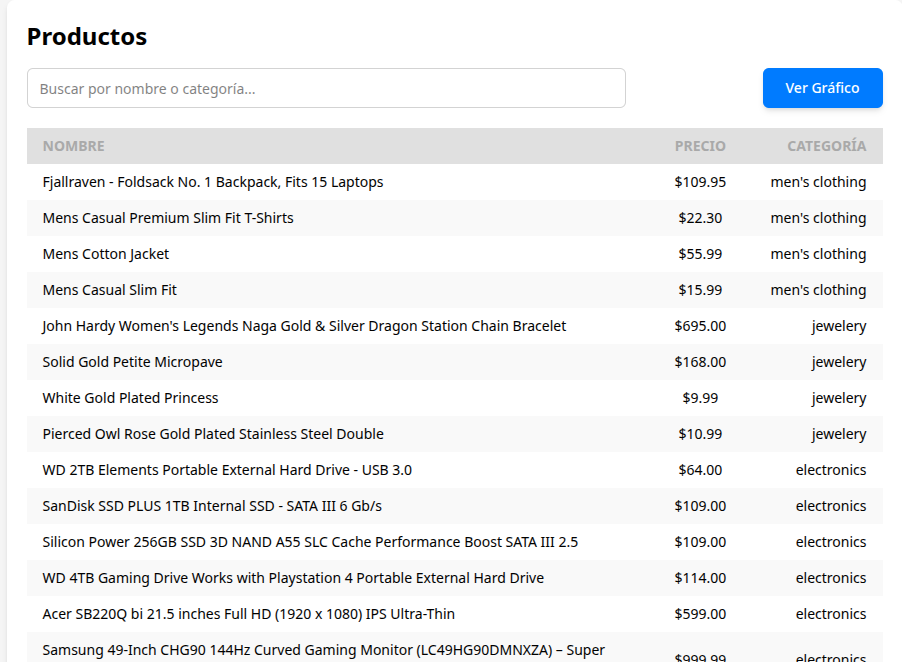 Productos
Buscar por nombre o categoría...
Ver Gráfico
NOMBRE PRECIO CATEGORÍA
Fjallraven - Foldsack No. 1 Backpack, Fits 15 Laptops $109.95 men's clothing
Mens Casual Premium Slim Fit T-Shirts $22.30 men's clothing
Mens Cotton Jacket $55.99 men's clothing
Mens Casual Slim Fit $15.99 men's clothing
John Hardy Women's Legends Naga Gold & Silver Dragon Station Chain Bracelet $695.00 jewelery
Solid Gold Petite Micropave $168.00 jewelery
White Gold Plated Princess $9.99 jewelery
Pierced Owl Rose Gold Plated Stainless Steel Double $10.99 jewelery
WD 2TB Elements Portable External Hard Drive - USB 3.0 $64.00 electronics
SanDisk SSD PLUS 1TB Internal SSD - SATA III 6 Gb/s $109.00 electronics
Silicon Power 256GB SSD 3D NAND A55 SLC Cache Performance Boost SATA III 2.5 $109.00 electronics
WD 4TB Gaming Drive Works with Playstation 4 Portable External Hard Drive $114.00 electronics
Acer SB220Q bi 21.5 inches Full HD (1920 x 1080) IPS Ultra-Thin $599.00 electronics
Samsung 49-Inch CHG90 144Hz Curved Gaming Monitor (LC49HG90DMNXZA) – Super
$999.99 electronics